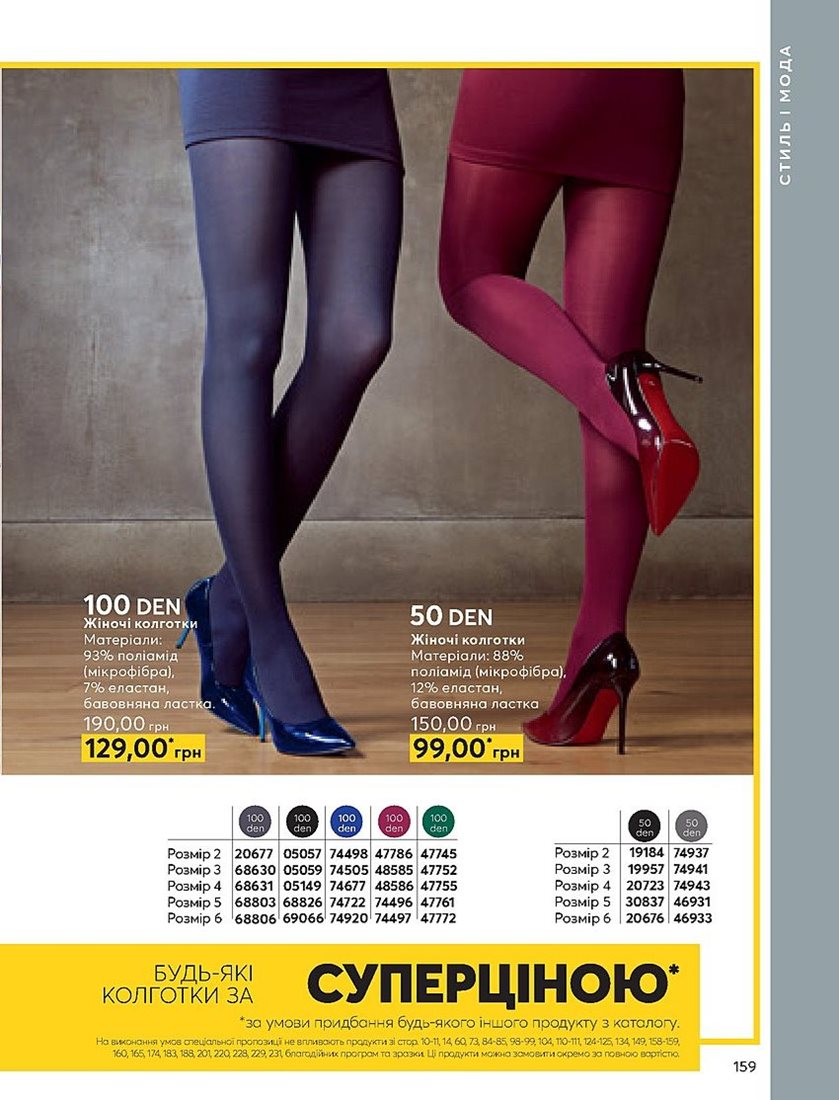 СТИЛЬ І МОДА
100 DEN
Жіночі колготки
Матеріали:
93% поліамід
(мікрофібра),
7% еластан,
бавовняна ластка.
190,00 грн
129,00* грн
50 DEN
Жіночі колготки
Матеріали: 88%
поліамід (мікрофібра),
12% еластан,
бавовняна ластка
150,00 грн
99,00* грн
100 den 100 den 100 den 100 den 100 den
Розмір 2 20677 05057 74498 47786 47745
Розмір 3 68630 05059 74505 48585 47752
Розмір 4 68631 05149 74677 48586 47755
Розмір 5 68803 68826 74722 74496 47761
Розмір 6 68806 69066 74920 74497 47772
50 den 50 den
Розмір 2 19184 74937
Розмір 3 19957 74941
Розмір 4 20723 74943
Розмір 5 30837 46931
Розмір 6 20676 46933
БУДЬ-ЯКІ
КОЛГОТКИ ЗА
СУПЕРЦІНОЮ*
*за умови придбання будь-якого іншого продукту з каталогу.
На виконання умов спеціальної пропозиції не впливають продукти зі стор. 10-11, 14, 60, 73, 84-85, 98-99, 104, 110-111, 124-125, 134, 149, 158-159,
160, 165, 174, 183, 188, 201, 220, 228, 229, 231, благодійних програм та зразки. Ці продукти можна замовити окремо за повною вартістю.
159